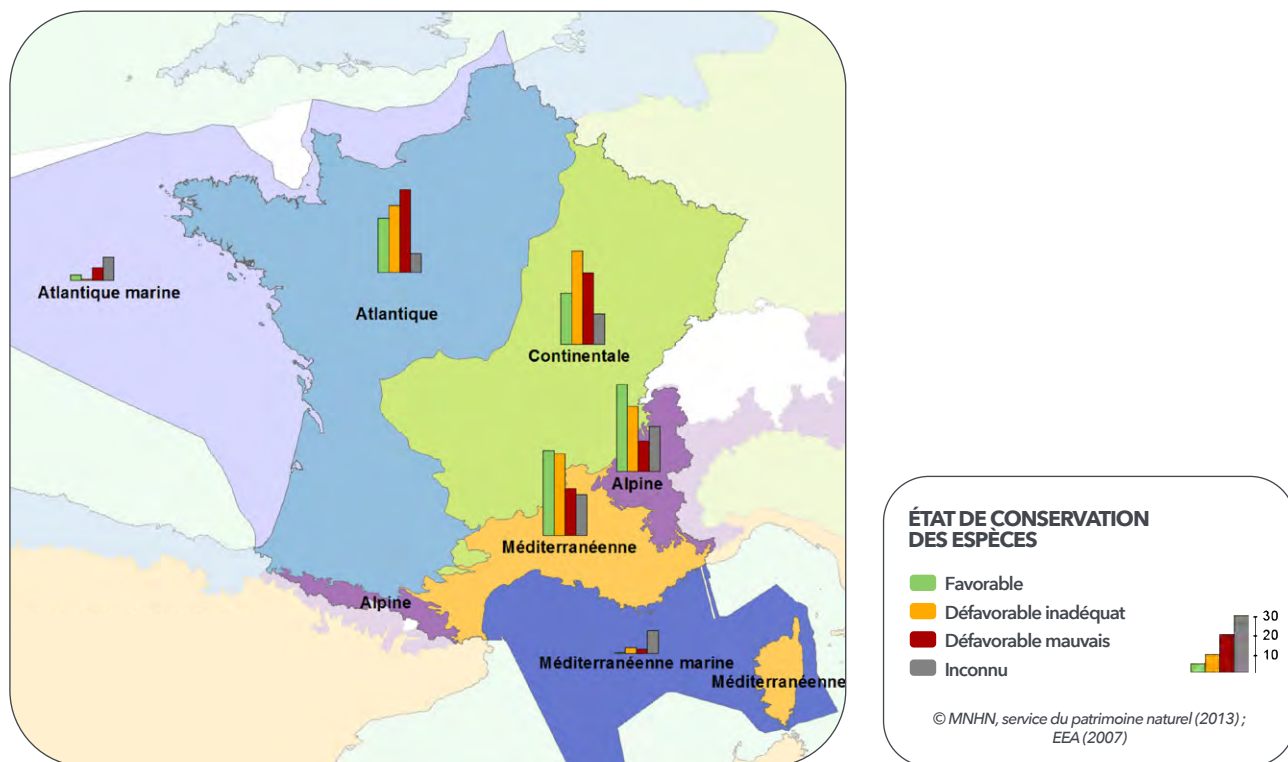 Atlantique marine
Atlantique
Continentale
Alpine
Méditerranéenne
Alpine
Méditerranéenne marine
Méditerranéenne
ÉTAT DE CONSERVATION
DES ESPÈCES
Favorable
Défavorable inadéquat
Défavorable mauvais
Inconnu
30
20
10
© MNHN, service du patrimoine naturel (2013) ;
EEA (2007)